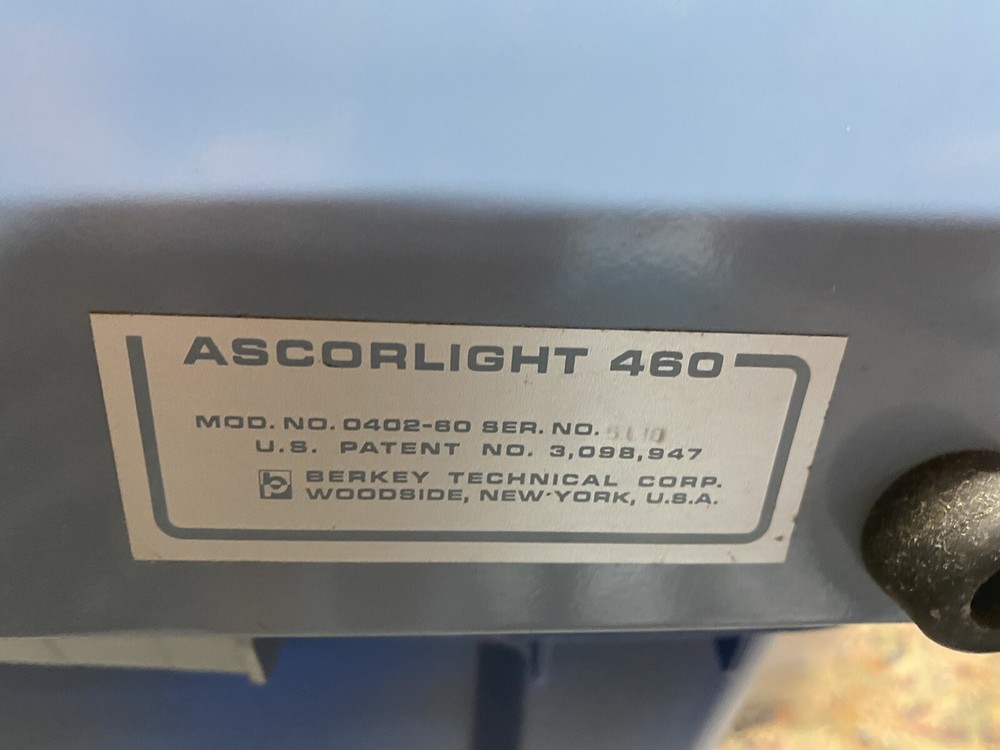 ASCORLIGHT 460
MOD. NO. 0402-60 SER. NO.
U.S. PATENT NO. 3,098,947
BERKEY TECHNICAL CORP.
WOODSIDE, NEW YORK, U.S.A.